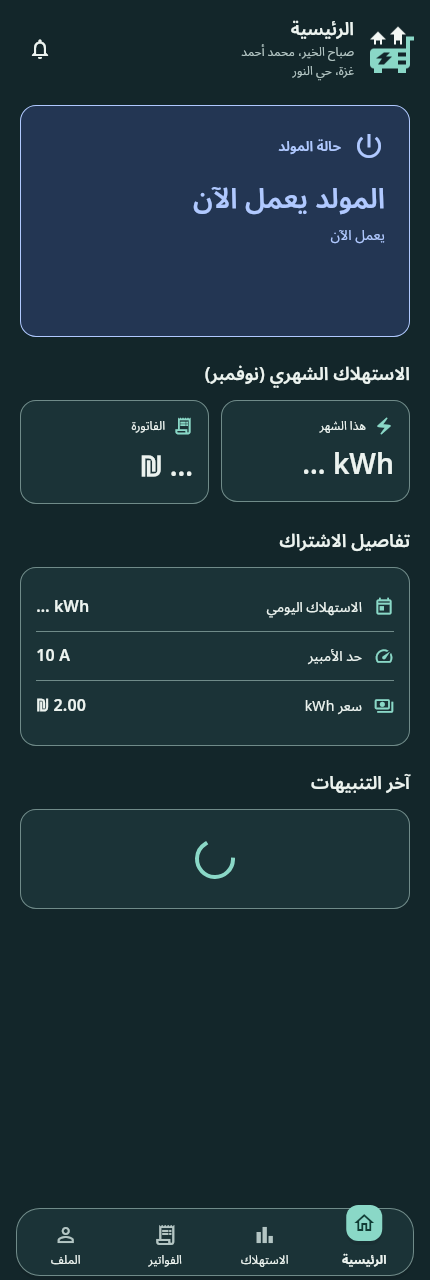 الرئيسية
صباح الخير، محمد أحمد
غزة، حي النور
حالة المولد
المولد يعمل الآن
يعمل الآن
الاستهلاك الشهري (نوفمبر)
هذا الشهر
... kWh
الفاتورة
... ₪
تفاصيل الاشتراك
الاستهلاك اليومي
... kWh
حد الأمبير
10 A
سعر kWh
₪ 2.00
آخر التنبيهات
الرئيسية
الاستهلاك
الفواتير
الملف